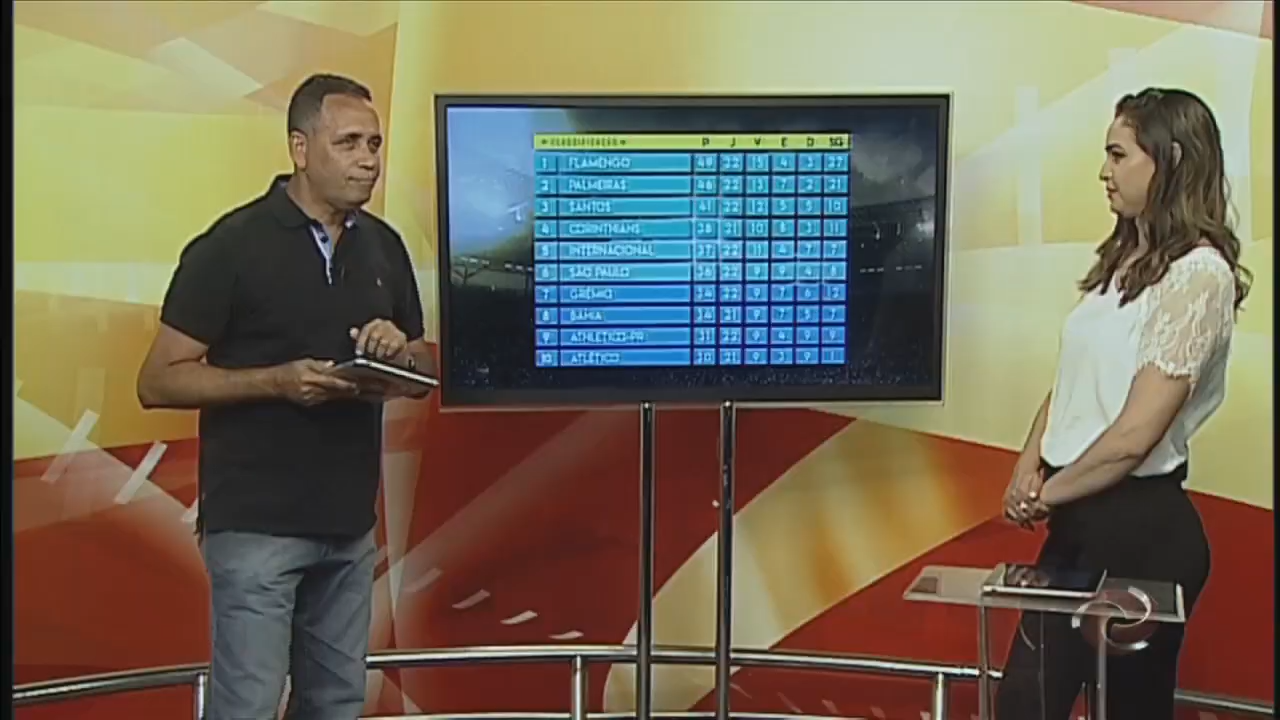 CLASSIFICAÇÃO P J V E D SG
1 FLAMENGO 49 22 15 4 3 27
2 PALMEIRAS 46 22 13 7 2 21
3 SANTOS 41 22 12 5 5 10
4 CORINTHIANS 38 21 10 8 3 11
INTERNACIONAL 37 22 11 4 7 7
6 SÃO PAULO 36 22 9 9 4 8
7 GRÊMIO 34 22 9 7 6 12
8 BAHIA 34 21 9 7 5 7
9 ATHLETICO-PR 31 22 9 4 9 9
10 ATLÉTICO 30 21 9 3 9 1